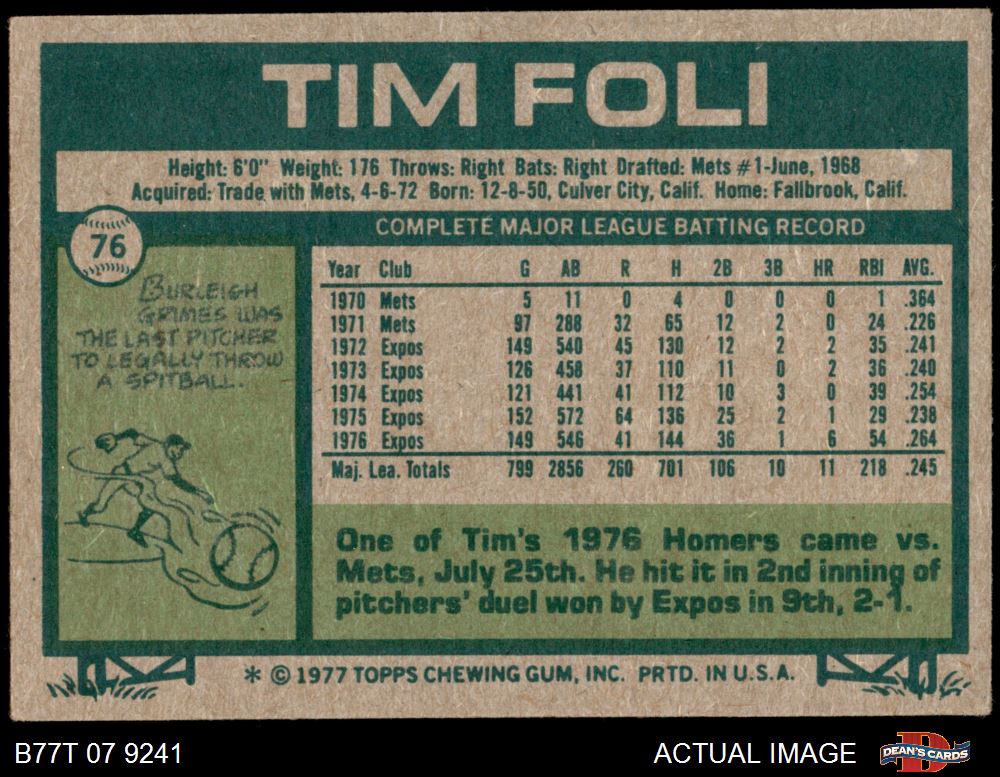 TIM FOLI
Height: 6'0" Weight: 176 Throws: Right Bats: Right Drafted: Mets #1-June, 1968
Acquired: Trade with Mets, 4-6-72 Born: 12-8-50, Culver City, Calif. Home: Fallbrook, Calif.
76
BURLEIGH
GRIMES WAS
THE LAST PITCHER
TO LEGALLY THROW
A SPITBALL.
COMPLETE MAJOR LEAGUE BATTING RECORD
Year Club G AB R H 2B 3B HR RBI AVG.
1970 Mets 5 11 0 4 0 0 0 1 .364
1971 Mets 97 288 32 65 12 2 0 24 .226
1972 Expos 149 540 45 130 12 2 2 35 .241
1973 Expos 126 458 37 110 11 0 2 36 .240
1974 Expos 121 441 41 112 10 3 0 39 .254
1975 Expos 152 572 64 136 25 2 1 29 .238
1976 Expos 149 546 41 144 36 1 6 54 .264
Maj. Lea. Totals 799 2856 260 701 106 10 11 218 .245
One of Tim's 1976 Homers came vs.
Mets, July 25th. He hit it in 2nd inning of
pitchers' duel won by Expos in 9th, 2-1.
* © 1977 TOPPS CHEWING GUM, INC. PRTD. IN U.S.A.
B77T 07 9241
ACTUAL IMAGE
DEAN'S CARDS